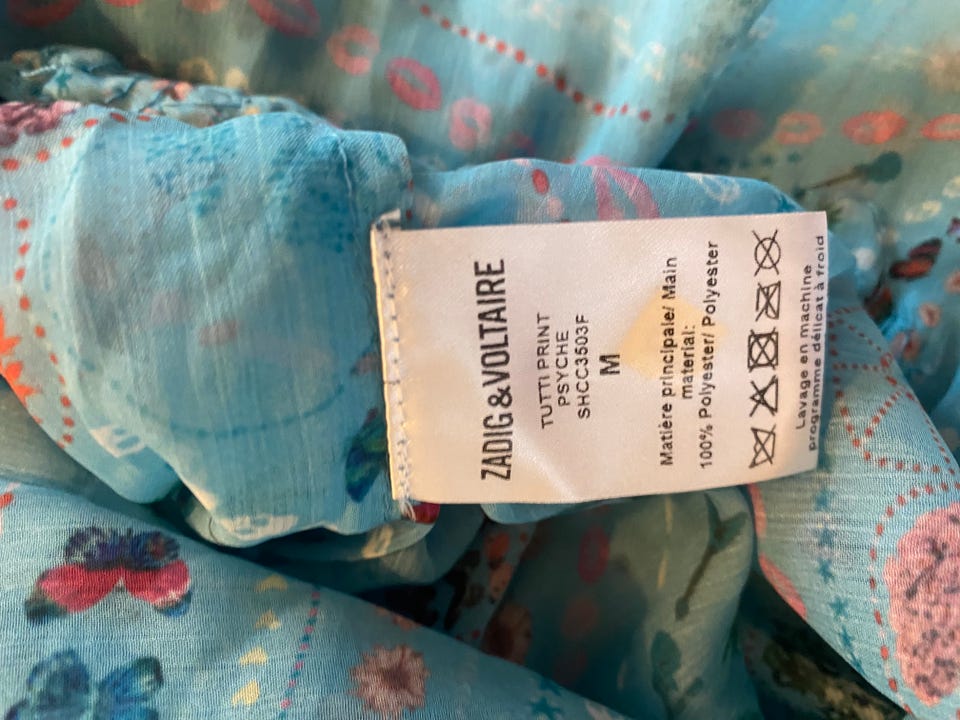 ZADIG & VOLTAIRE
TUTTI PRINT
PSYCHE
SHCC3503F
M
Matière principale/ Main
material:
100% Polyester/ Polyester
Lavage en machine
programme délicat à froid